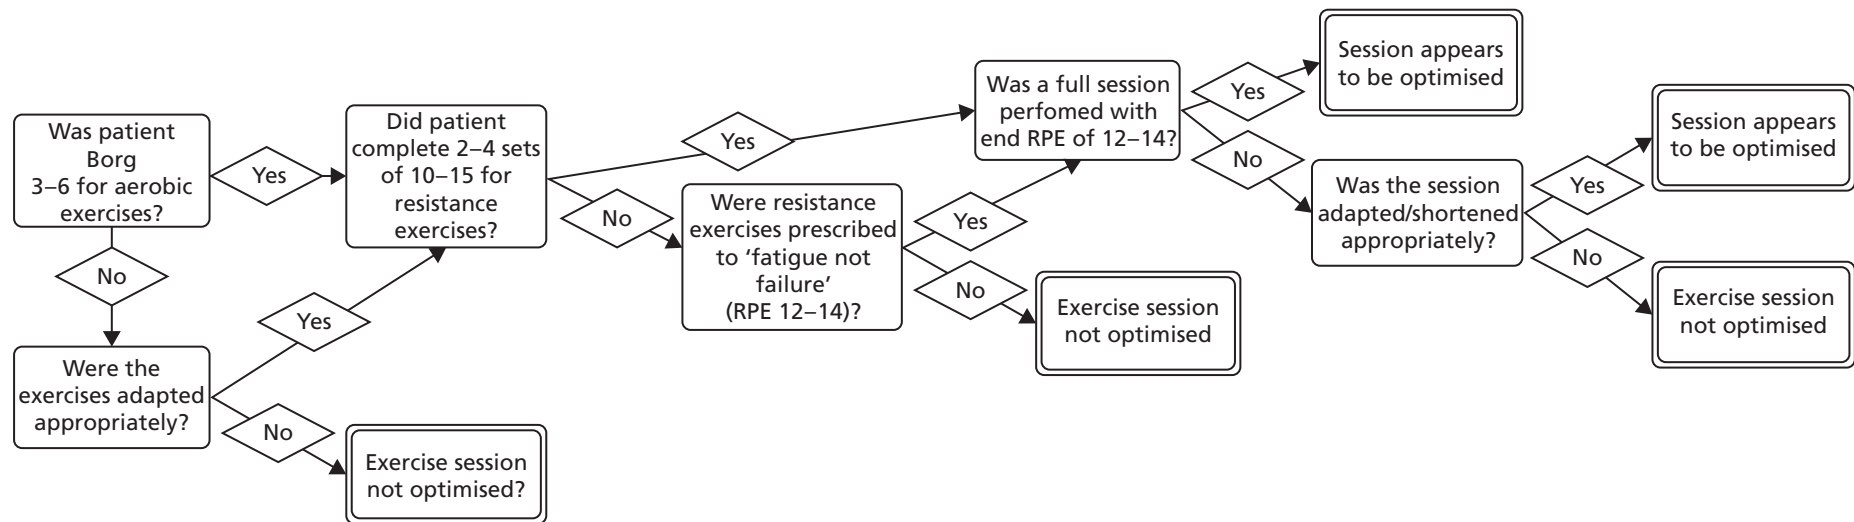 Was patient
Borg
3–6 for aerobic
exercises?
Yes
No
Were the
exercises adapted
appropriately?
Yes
No
Exercise session
not optimised?
Did patient
complete 2–4 sets
of 10–15 for
resistance
exercises?
Yes
No
Were resistance
exercises prescribed
to ‘fatigue not
failure’
(RPE 12–14)?
Yes
No
Exercise session
not optimised
Was a full session
perfomed with
end RPE of 12–14?
Yes
No
Session appears
to be optimised
Was the session
adapted/shortened
appropriately?
Yes
No
Session appears
to be optimised
Exercise session
not optimised